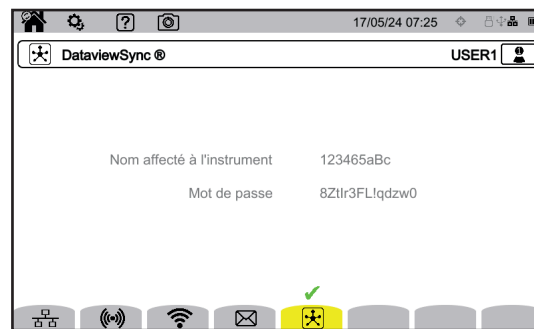 17/05/24 07:25
DataviewSync ® USER1
Nom affecté à l'instrument 123465aBc
Mot de passe 8ZtIr3FL!qdzw0